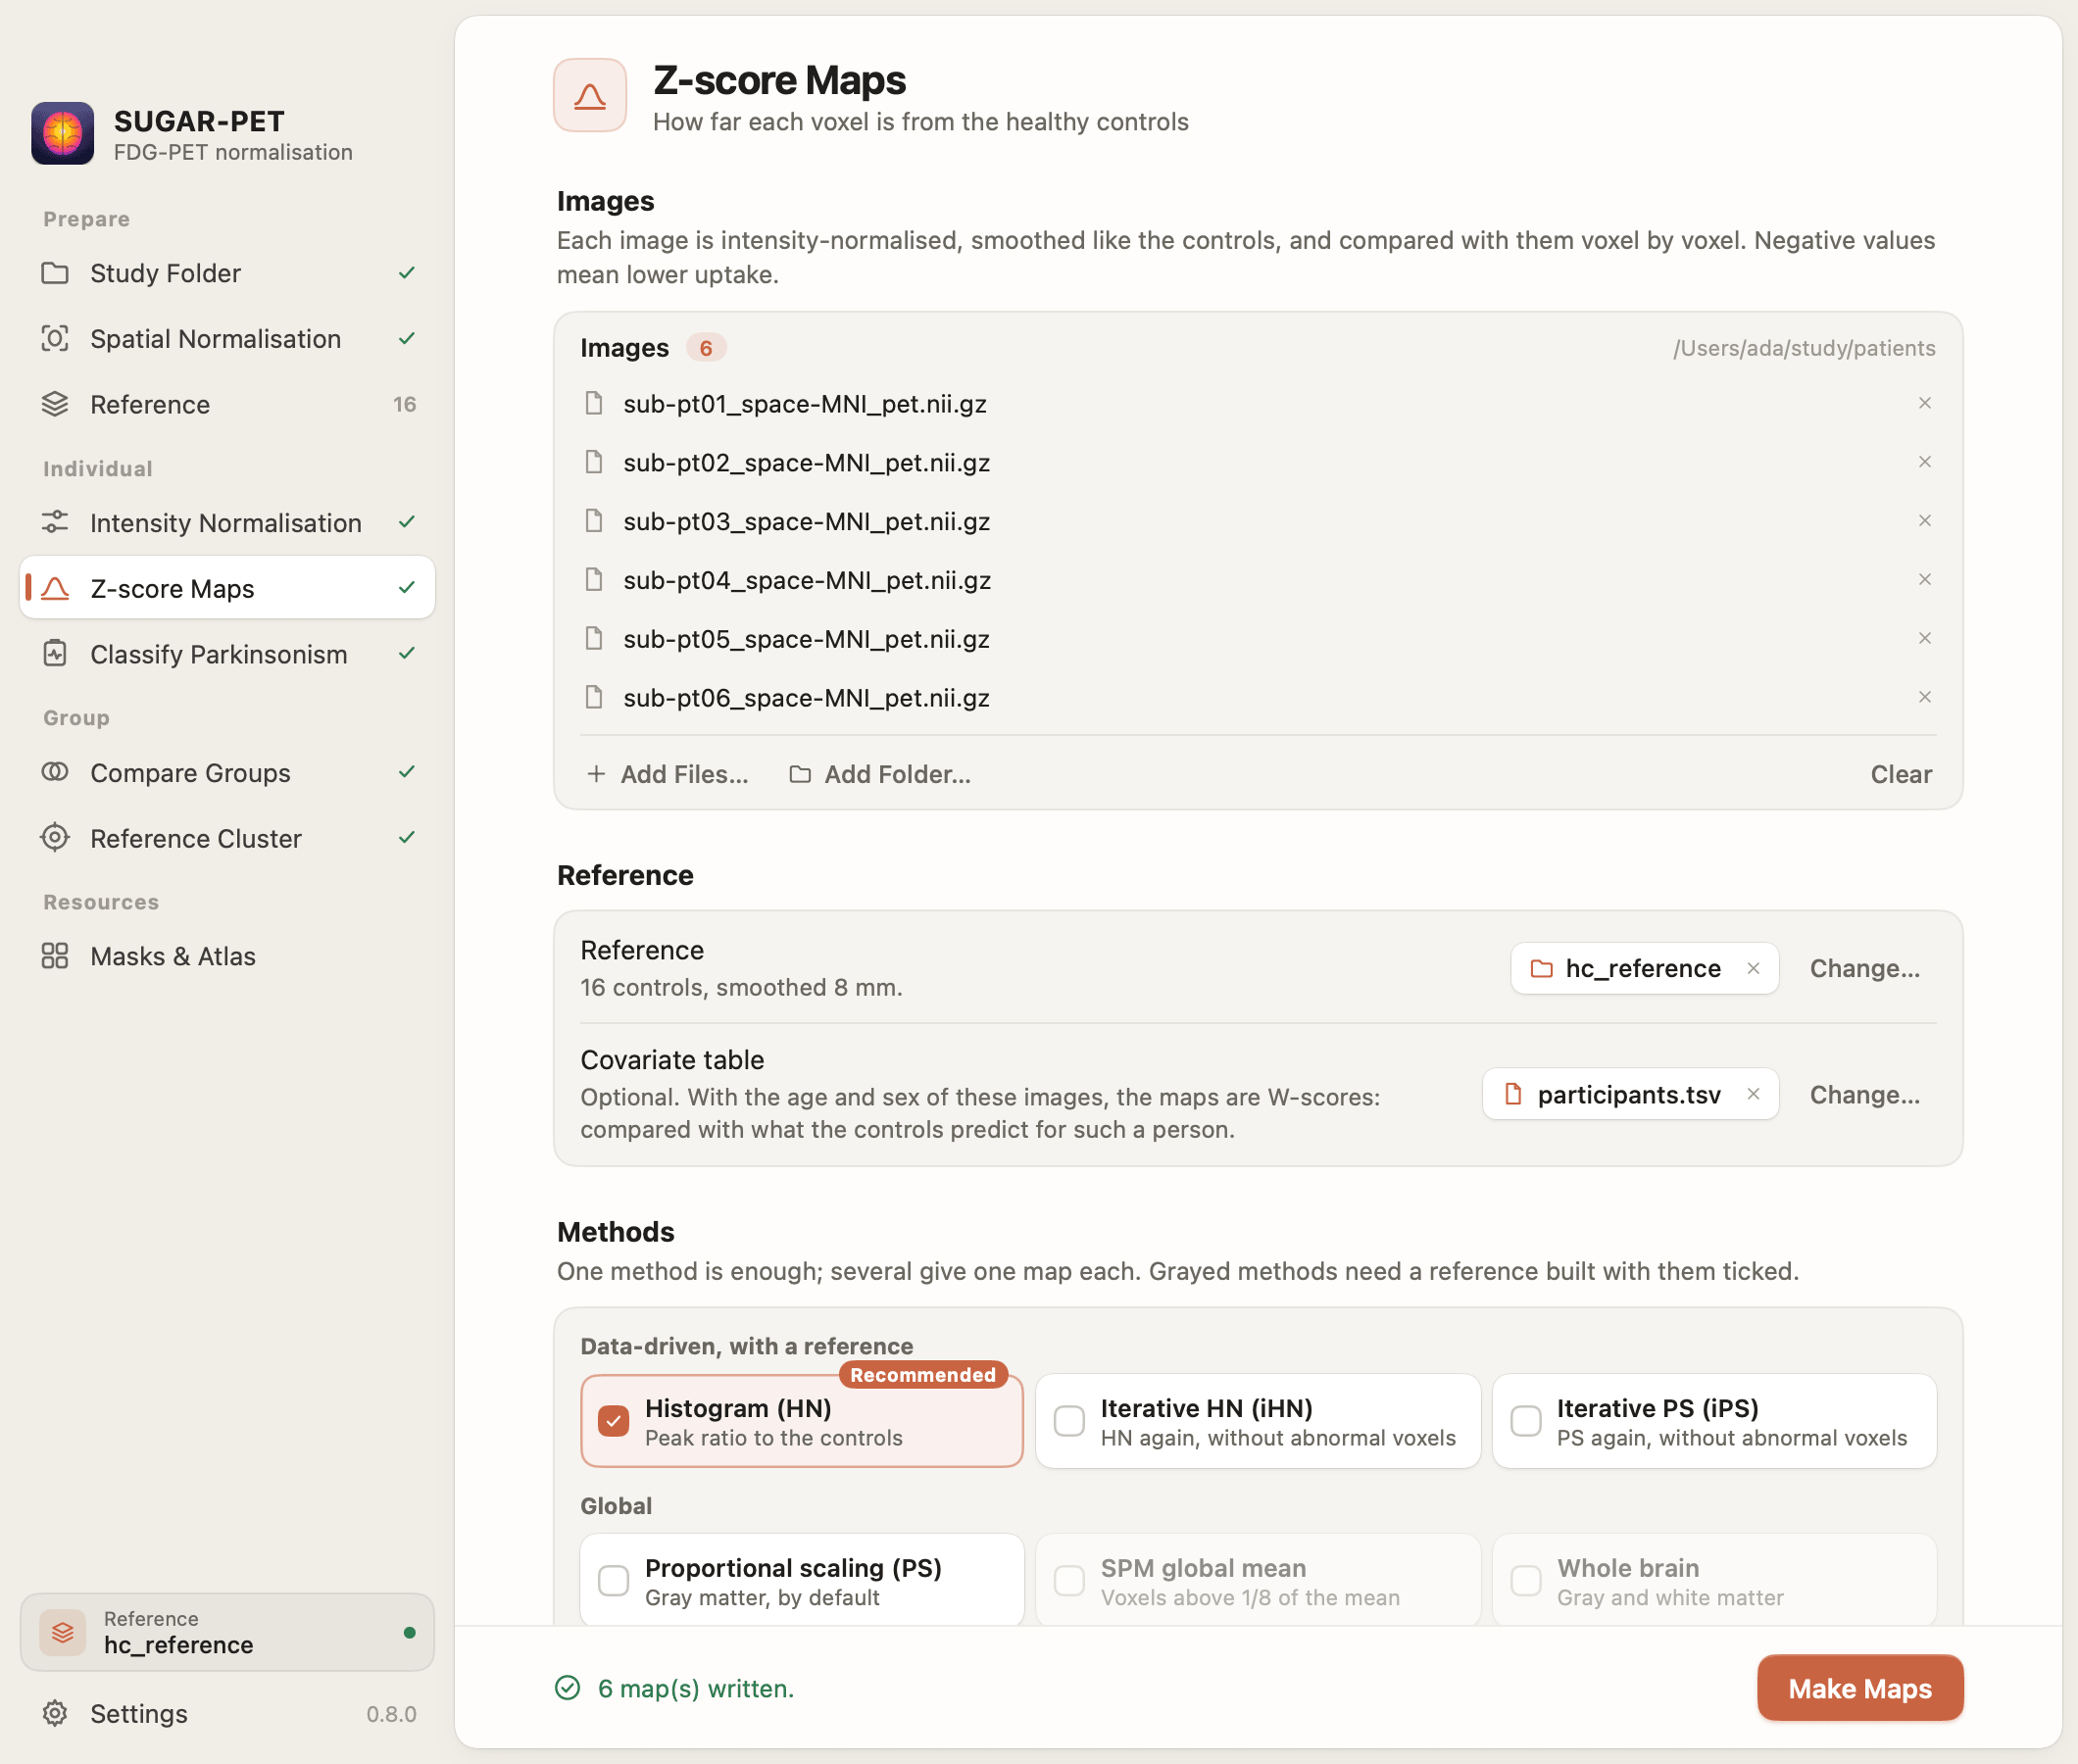 SUGAR-PET
FDG-PET normalisation
Prepare
Study Folder
Spatial Normalisation
Reference 16
Individual
Intensity Normalisation
Z-score Maps
Classify Parkinsonism
Group
Compare Groups
Reference Cluster
Resources
Masks & Atlas
Reference
hc_reference
Settings 0.8.0
Z-score Maps
How far each voxel is from the healthy controls
Images
Each image is intensity-normalised, smoothed like the controls, and compared with them voxel by voxel. Negative values
mean lower uptake.
Images 6 /Users/ada/study/patients
sub-pt01_space-MNI_pet.nii.gz
sub-pt02_space-MNI_pet.nii.gz
sub-pt03_space-MNI_pet.nii.gz
sub-pt04_space-MNI_pet.nii.gz
sub-pt05_space-MNI_pet.nii.gz
sub-pt06_space-MNI_pet.nii.gz
Add Files... Add Folder... Clear
Reference
Reference
16 controls, smoothed 8 mm.
hc_reference Change...
Covariate table
Optional. With the age and sex of these images, the maps are W-scores:
compared with what the controls predict for such a person.
participants.tsv Change...
Methods
One method is enough; several give one map each. Grayed methods need a reference built with them ticked.
Data-driven, with a reference
Recommended
Histogram (HN)
Peak ratio to the controls
Iterative HN (iHN)
HN again, without abnormal voxels
Iterative PS (iPS)
PS again, without abnormal voxels
Global
Proportional scaling (PS)
Gray matter, by default
SPM global mean
Voxels above 1/8 of the mean
Whole brain
Gray and white matter
6 map(s) written.
Make Maps